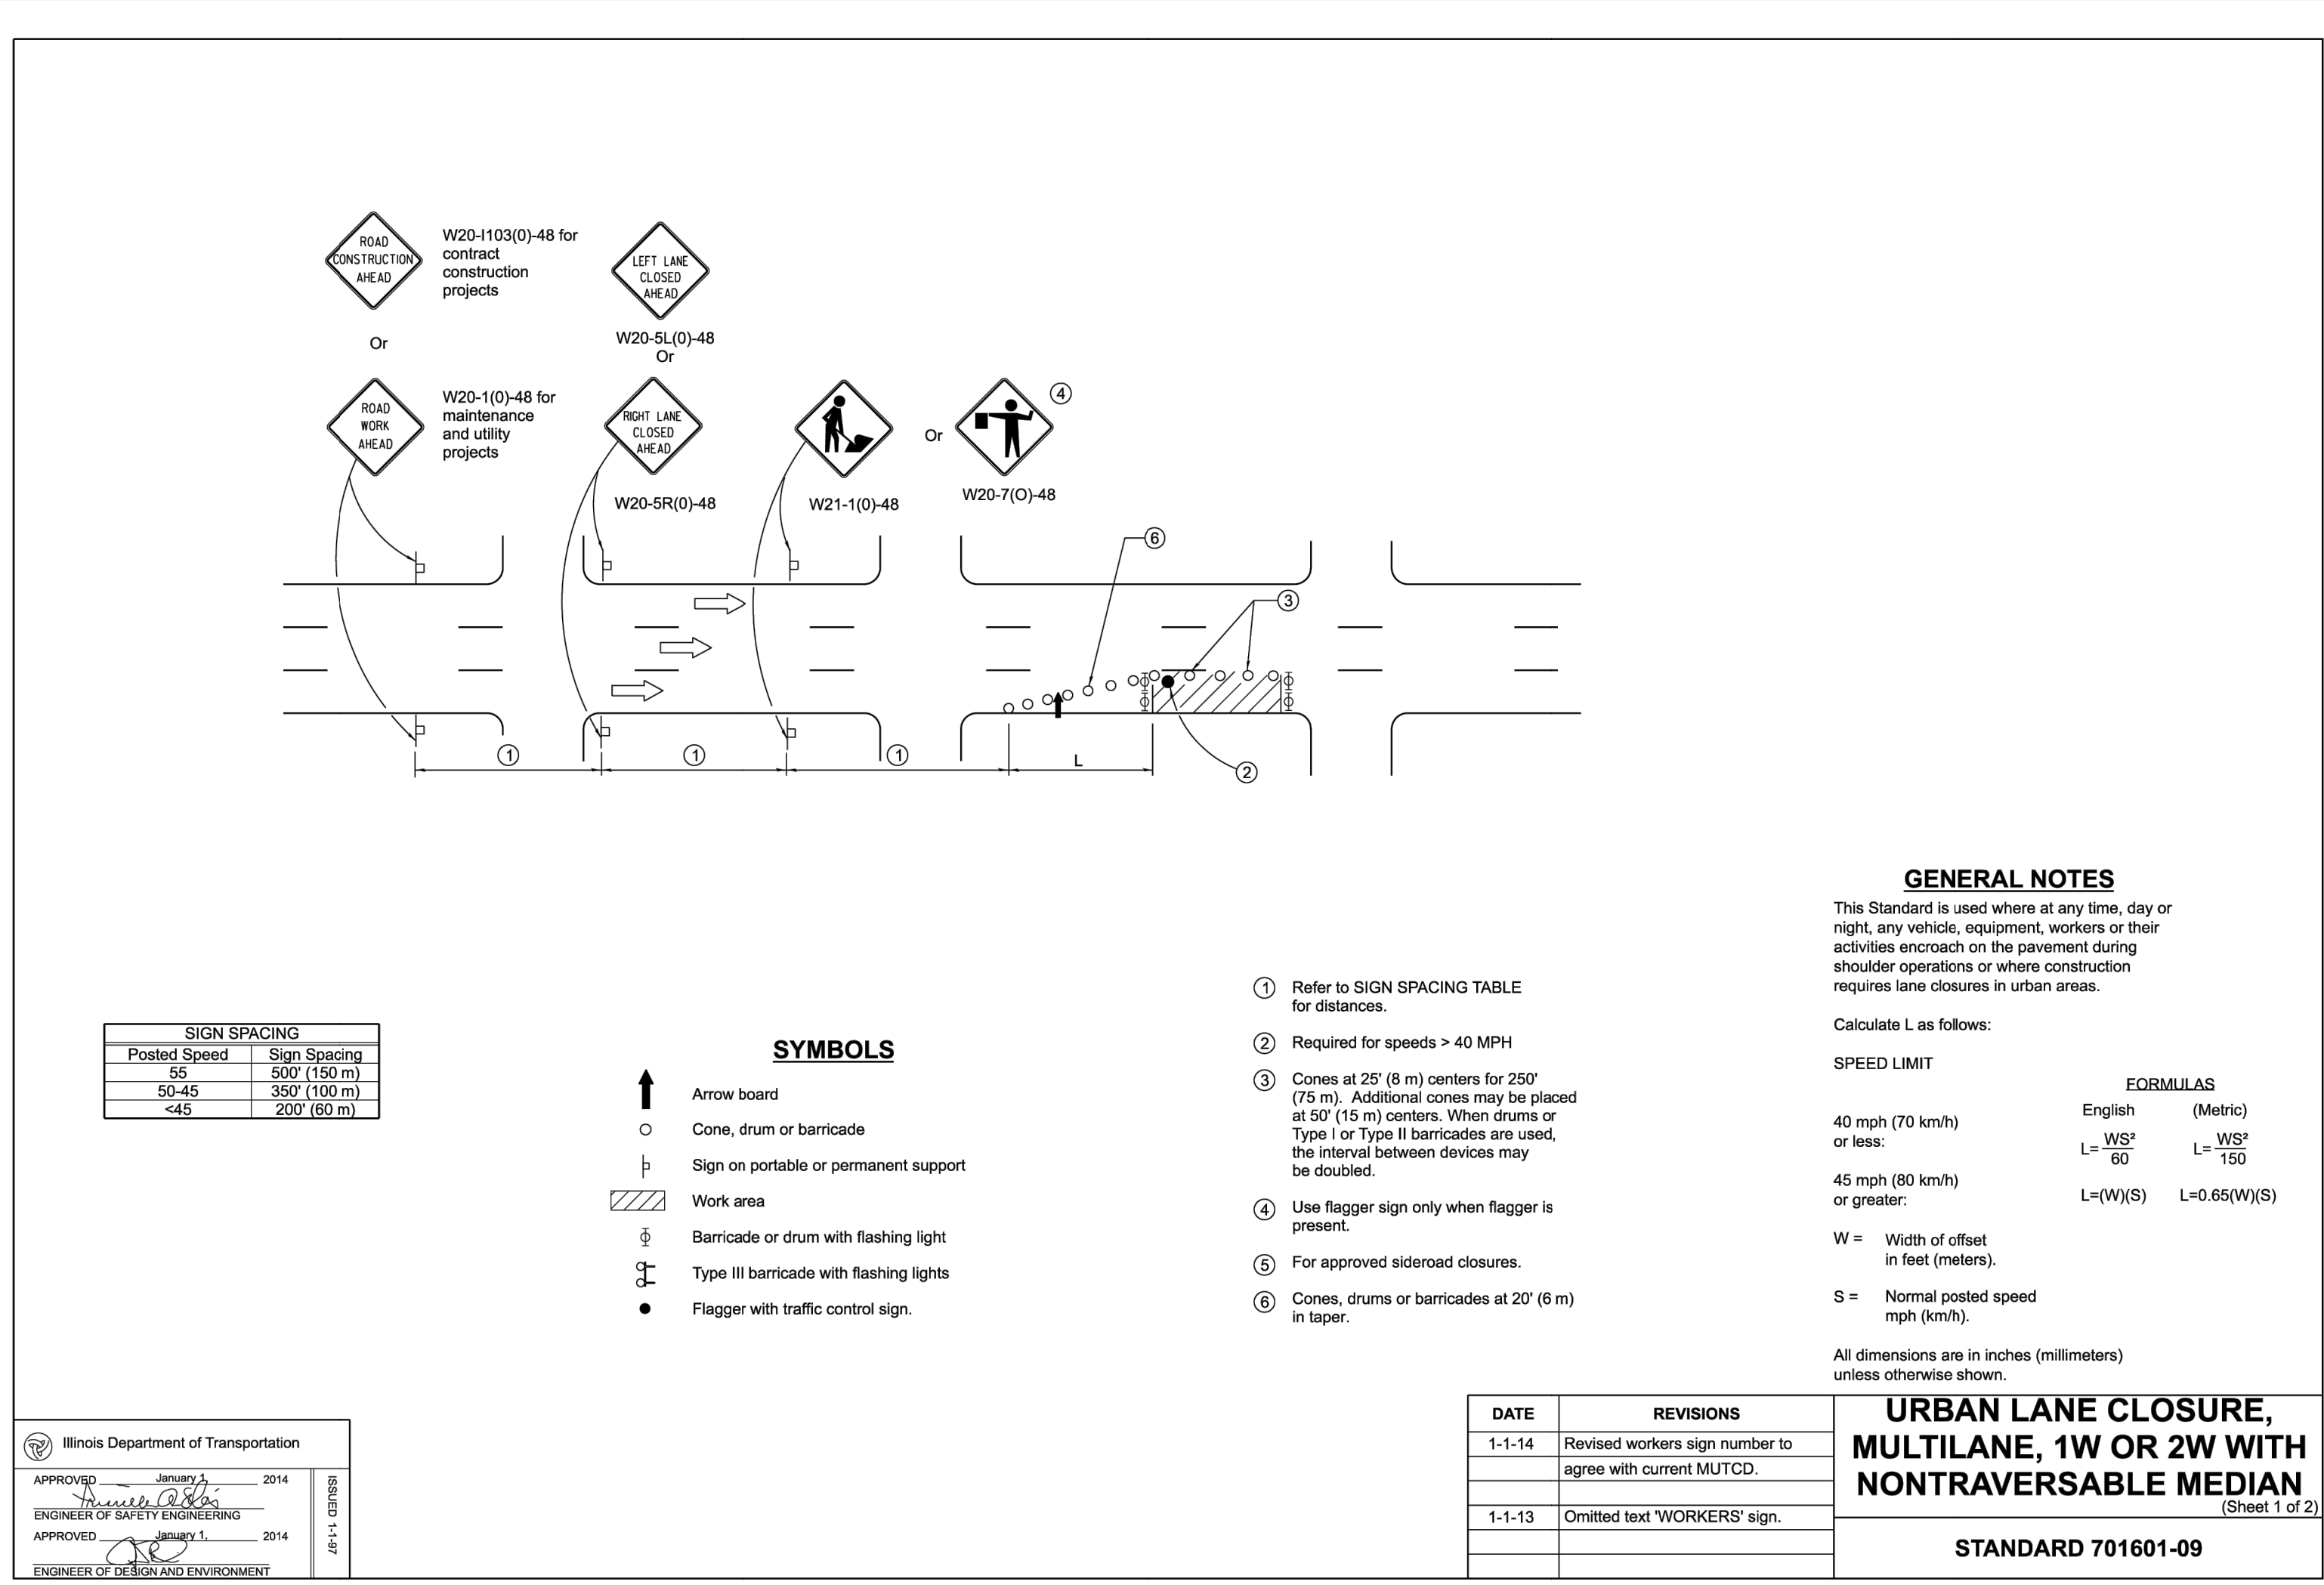 ROAD
CONSTRUCTION
AHEAD
W20-I103(0)-48 for
contract
construction
projects
Or
ROAD
WORK
AHEAD
W20-1(0)-48 for
maintenance
and utility
projects
LEFT LANE
CLOSED
AHEAD
W20-5L(0)-48
Or
RIGHT LANE
CLOSED
AHEAD
W20-5R(0)-48
W21-1(0)-48
Or
4
W20-7(O)-48
6
3
1
1
1
L
2
SIGN SPACING
Posted Speed Sign Spacing
55 500' (150 m)
50-45 350' (100 m)
<45 200' (60 m)
SYMBOLS
Arrow board
Cone, drum or barricade
Sign on portable or permanent support
Work area
Barricade or drum with flashing light
Type III barricade with flashing lights
Flagger with traffic control sign.
1 Refer to SIGN SPACING TABLE
for distances.
2 Required for speeds > 40 MPH
3 Cones at 25' (8 m) centers for 250'
(75 m). Additional cones may be placed
at 50' (15 m) centers. When drums or
Type I or Type II barricades are used,
the interval between devices may
be doubled.
4 Use flagger sign only when flagger is
present.
5 For approved sideroad closures.
6 Cones, drums or barricades at 20' (6 m)
in taper.
GENERAL NOTES
This Standard is used where at any time, day or
night, any vehicle, equipment, workers or their
activities encroach on the pavement during
shoulder operations or where construction
requires lane closures in urban areas.
Calculate L as follows:
SPEED LIMIT
FORMULAS
English (Metric)
40 mph (70 km/h)
or less:
L= WS²
60
L= WS²
150
45 mph (80 km/h)
or greater:
L=(W)(S) L=0.65(W)(S)
W = Width of offset
in feet (meters).
S = Normal posted speed
mph (km/h).
All dimensions are in inches (millimeters)
unless otherwise shown.
Illinois Department of Transportation
APPROVED January 1, 2014
ENGINEER OF SAFETY ENGINEERING
APPROVED January 1, 2014
ENGINEER OF DESIGN AND ENVIRONMENT
ISSUED 1-1-97
DATE REVISIONS
1-1-14 Revised workers sign number to
agree with current MUTCD.
1-1-13 Omitted text 'WORKERS' sign.
URBAN LANE CLOSURE,
MULTILANE, 1W OR 2W WITH
NONTRAVERSABLE MEDIAN
(Sheet 1 of 2)
STANDARD 701601-09